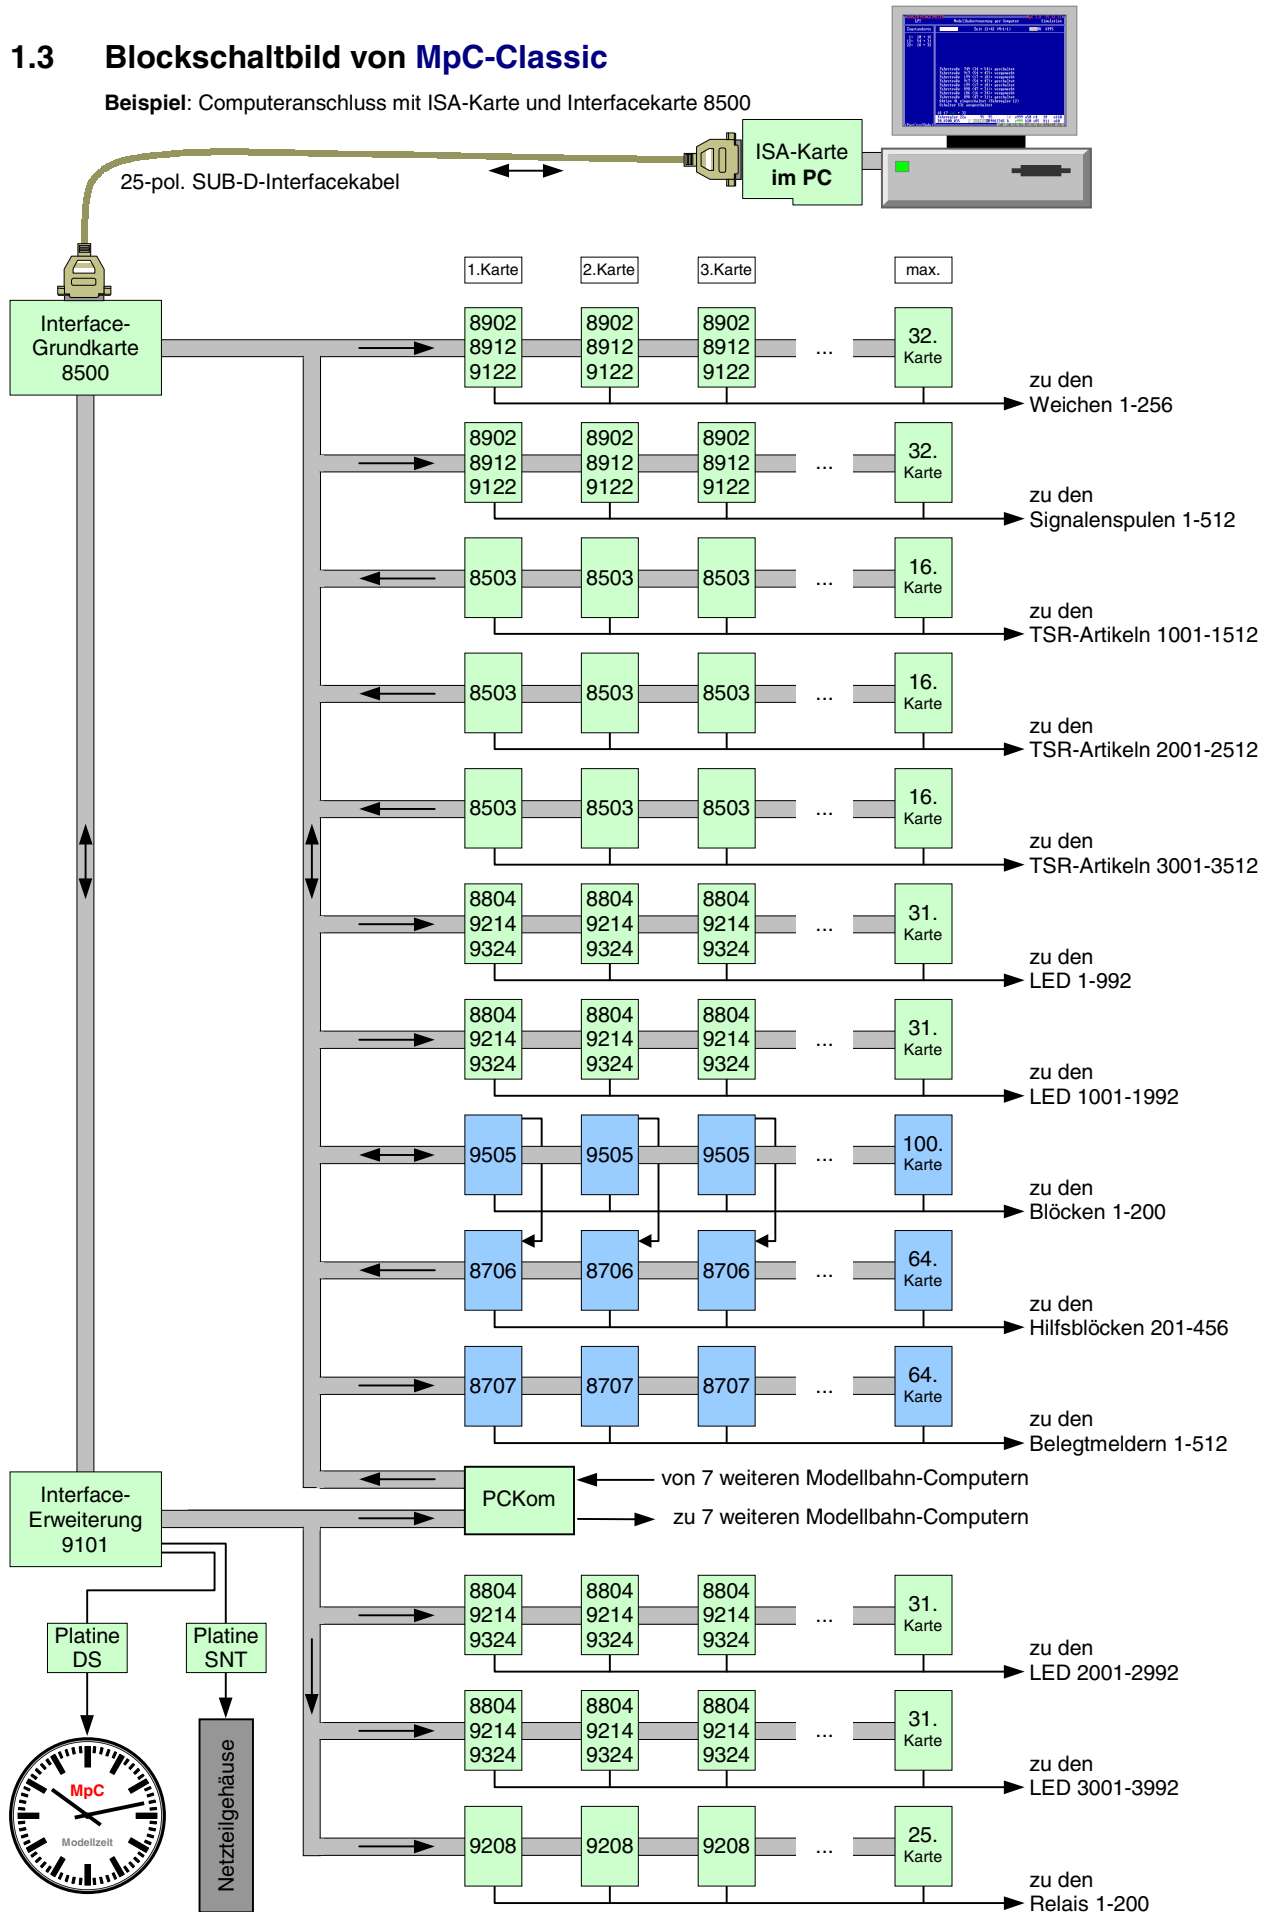 1.3 Blockschaltbild von MpC-Classic
Beispiel: Computeranschluss mit ISA-Karte und Interfacekarte 8500
ISA-Karte
im PC
25-pol. SUB-D-Interfacekabel
1.Karte 2.Karte 3.Karte max.
Interface-
Grundkarte
8500
8902 8902 8902 32.
8912 8912 8912 ... Karte
9122 9122 9122
zu den
Weichen 1-256
8902 8902 8902 32.
8912 8912 8912 ... Karte
9122 9122 9122
zu den
Signalenspulen 1-512
8503 8503 8503 ... 16.
Karte
zu den
TSR-Artikeln 1001-1512
8503 8503 8503 ... 16.
Karte
zu den
TSR-Artikeln 2001-2512
8503 8503 8503 ... 16.
Karte
zu den
TSR-Artikeln 3001-3512
8804 8804 8804 31.
9214 9214 9214 ... Karte
9324 9324 9324
zu den
LED 1-992
8804 8804 8804 31.
9214 9214 9214 ... Karte
9324 9324 9324
zu den
LED 1001-1992
9505 9505 9505 ... 100.
Karte
zu den
Blöcken 1-200
8706 8706 8706 ... 64.
Karte
zu den
Hilfsblöcken 201-456
8707 8707 8707 ... 64.
Karte
zu den
Belegtmeldern 1-512
Interface-
Erweiterung
9101
PCKom
von 7 weiteren Modellbahn-Computern
zu 7 weiteren Modellbahn-Computern
8804 8804 8804 31.
9214 9214 9214 ... Karte
9324 9324 9324
zu den
LED 2001-2992
Platine
DS
Platine
SNT
8804 8804 8804 31.
9214 9214 9214 ... Karte
9324 9324 9324
zu den
LED 3001-3992
MpC
Modellzeit
Netzteilgehäuse
9208 9208 9208 ... 25.
Karte
zu den
Relais 1-200